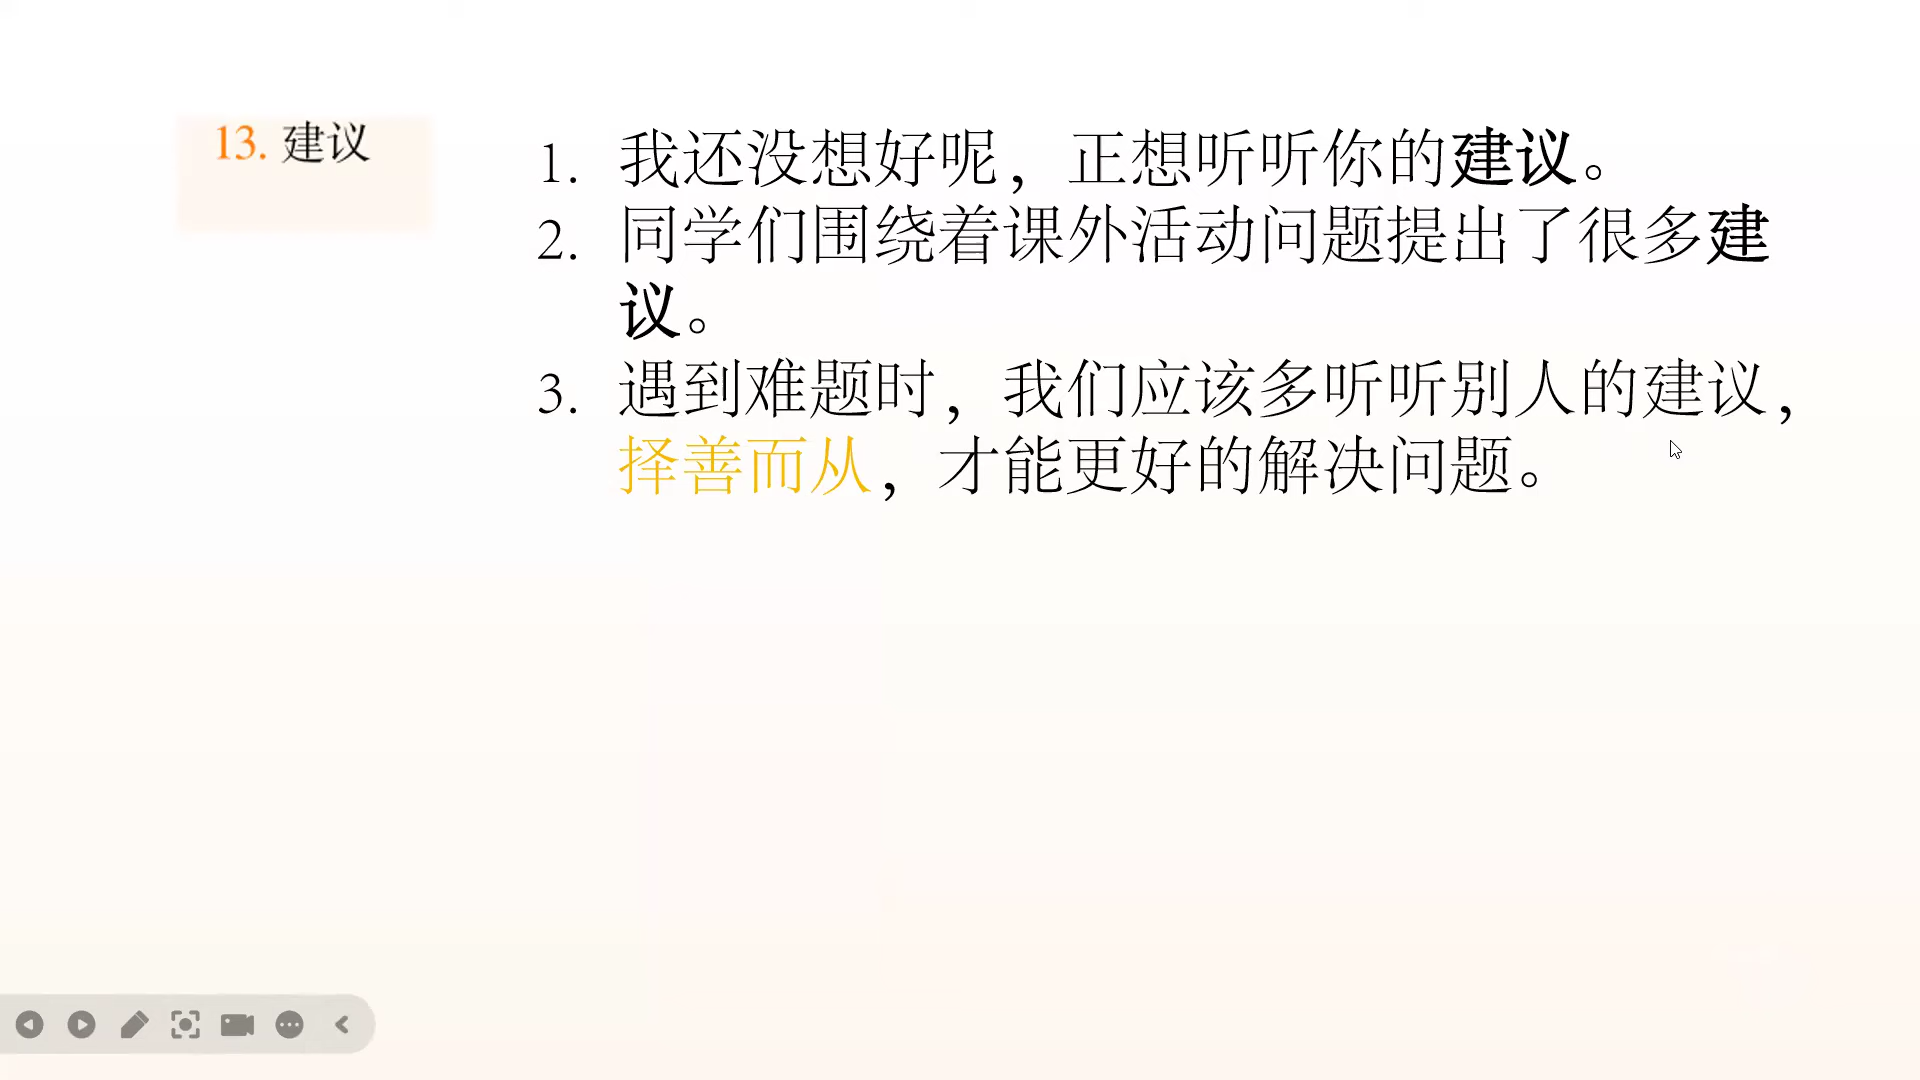 13. 建议
1. 我还没想好呢，正想听听你的建议。
2. 同学们围绕着课外活动问题提出了很多建
议。
3. 遇到难题时，我们应该多听听别人的建议，
择善而从，才能更好的解决问题。